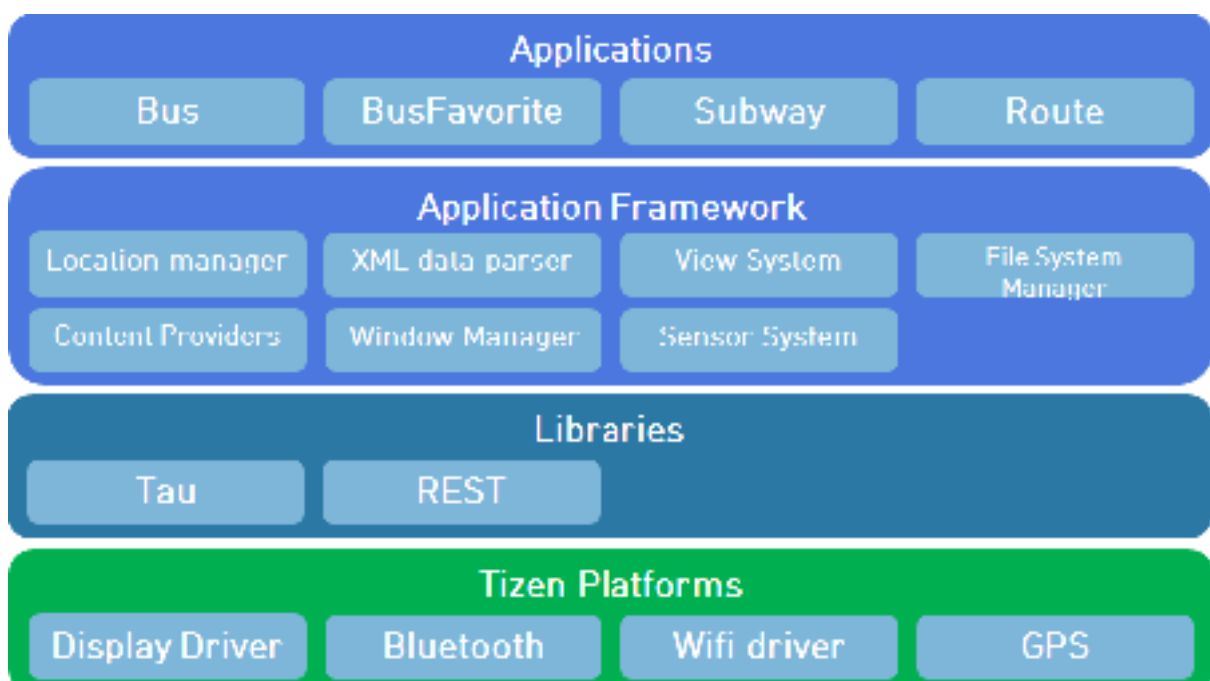 Applications
Bus BusFavorite Subway Route
Application Framework
Location manager XML data parser View System File System
Manager
Content Providers Window Manager Sensor System
Libraries
Tau REST
Tizen Platforms
Display Driver Bluetooth Wifi driver GPS